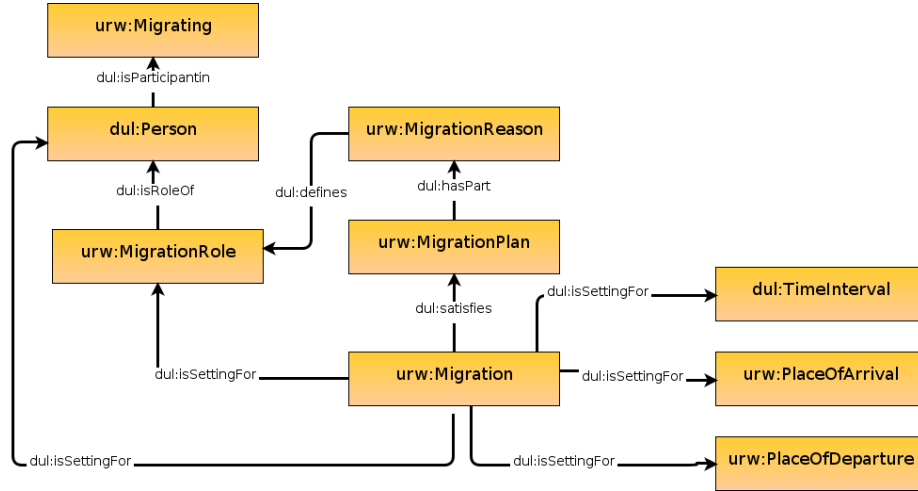 urw:Migrating
dul:isParticipantin
dul:Person
urw:MigrationReason
dul:isRoleOf
dul:defines
dul:hasPart
urw:MigrationRole
urw:MigrationPlan
dul:isSettingFor
dul:TimeInterval
dul:satisfies
dul:isSettingFor
urw:Migration
dul:isSettingFor
urw:PlaceOfArrival
dul:isSettingFor
dul:isSettingFor
urw:PlaceOfDeparture